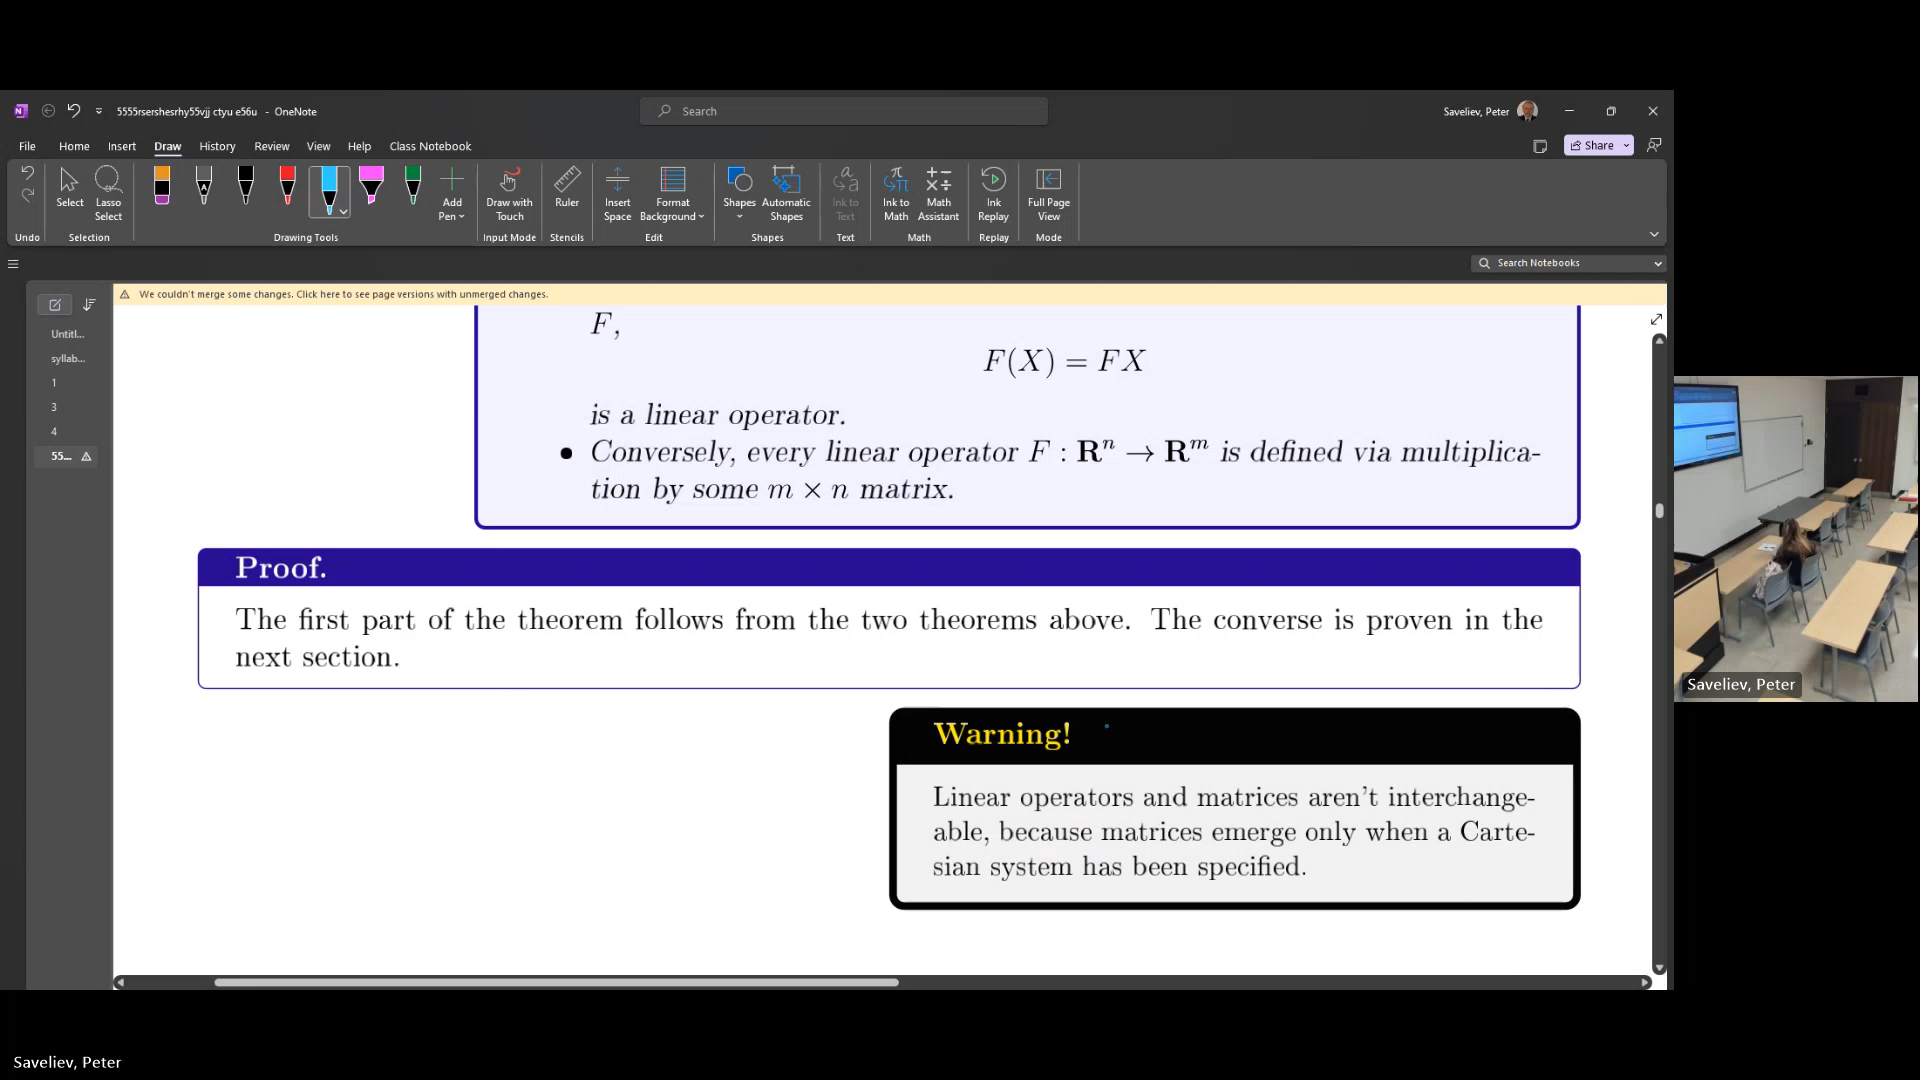 5555rsershesrhy55vjj ctyu e56u - OneNote
Search
Saveliev, Peter
File Home Insert Draw History Review View Help Class Notebook
Share
Select
Lasso Select
Add Pen
Draw with Touch
Ruler
Insert Space
Format Background
Shapes
Automatic Shapes
Ink to Text
Ink to Math
Math Assistant
Ink Replay
Full Page View
Undo Selection Drawing Tools Input Mode Stencils Edit Shapes Text Math Replay Mode
Search Notebooks
We couldn't merge some changes. Click here to see page versions with unmerged changes.
Untitl...
syllab...
1
3
4
55...
F,
F(X) = FX
is a linear operator.
• Conversely, every linear operator F : Rⁿ → Rᵐ is defined via multiplica-
tion by some m × n matrix.
Proof.
The first part of the theorem follows from the two theorems above. The converse is proven in the
next section.
Warning!
Linear operators and matrices aren't interchange-
able, because matrices emerge only when a Carte-
sian system has been specified.
Saveliev, Peter
Saveliev, Peter